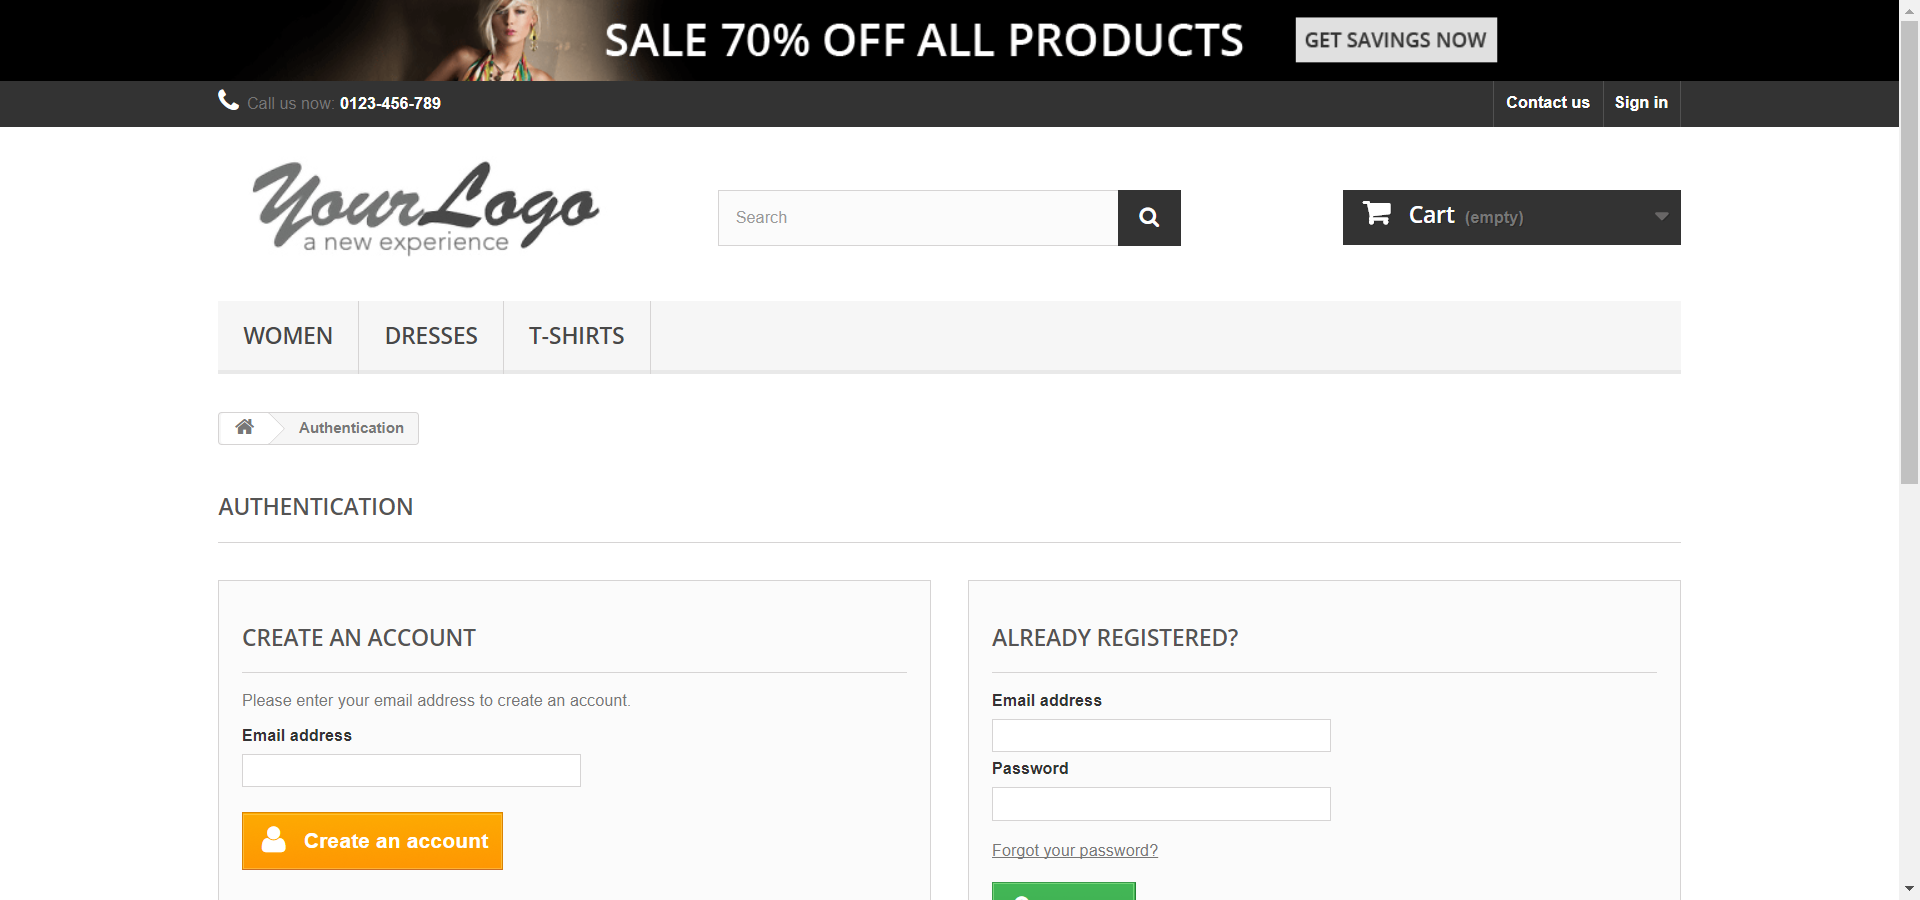 SALE 70% OFF ALL PRODUCTS GET SAVINGS NOW
Call us now: 0123-456-789 Contact us Sign in
YourLogo
a new experience
Search
Cart (empty)
WOMEN DRESSES T-SHIRTS
Authentication
AUTHENTICATION
CREATE AN ACCOUNT
Please enter your email address to create an account.
Email address
Create an account
ALREADY REGISTERED?
Email address
Password
Forgot your password?